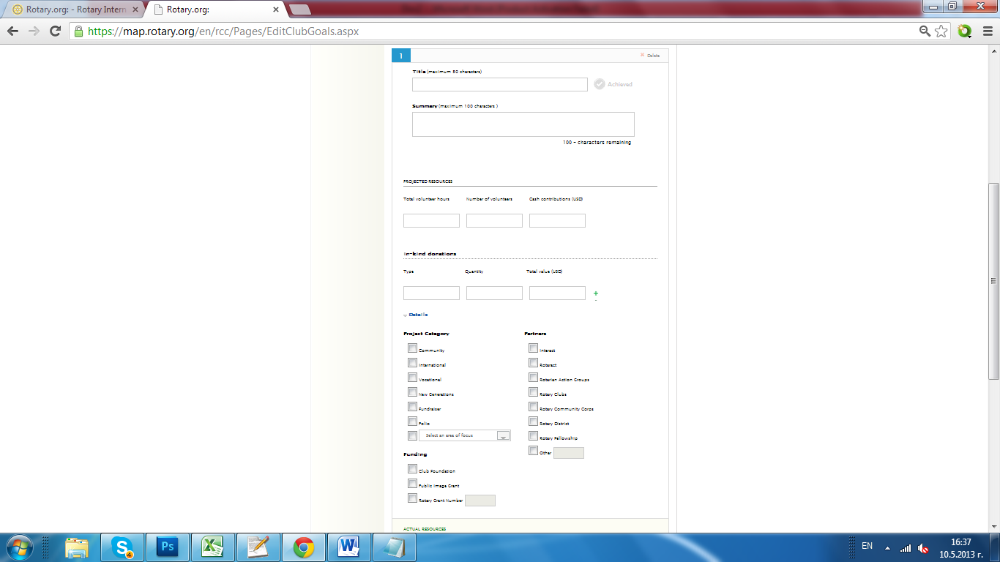 Rotary.org: - Rotary Intern
Rotary.org:
https://map.rotary.org/en/rcc/Pages/EditClubGoals.aspx
1
Delete
Title (maximum 50 characters)
Achieved
Summary (maximum 100 characters )
100 - characters remaining
PROJECTED RESOURCES
Total volunteer hours Number of volunteers Cash contributions (USD)
In-kind donations
Type Quantity Total value (USD)
+
Details
Project Category
Community
International
Vocational
New Generations
Fundraiser
Polio
Select an area of focus
Partners
Interact
Rotaract
Rotarian Action Groups
Rotary Clubs
Rotary Community Corps
Rotary District
Rotary Fellowship
Other
Funding
Club Foundation
Public Image Grant
Rotary Grant Number
ACTUAL RESOURCES
4
Ps
EN
16:37
10.5.2013 г.